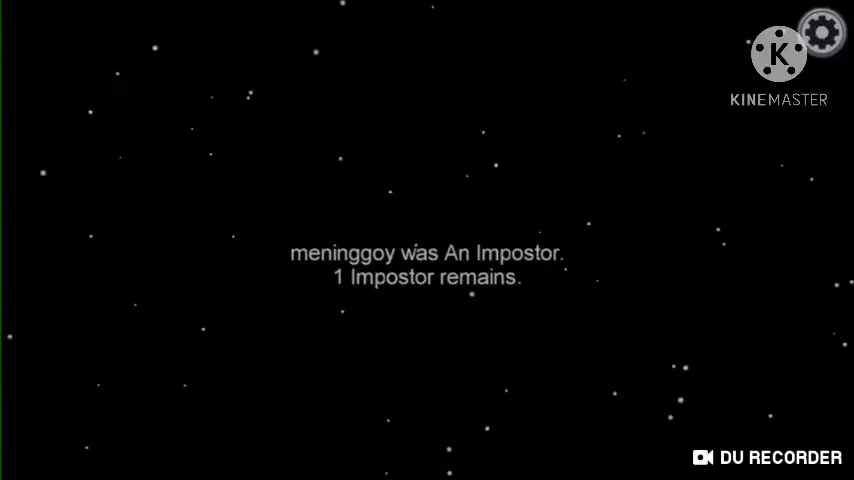 K
KINEMASTER
meninggoy was An Impostor.
1 Impostor remains.
DU RECORDER